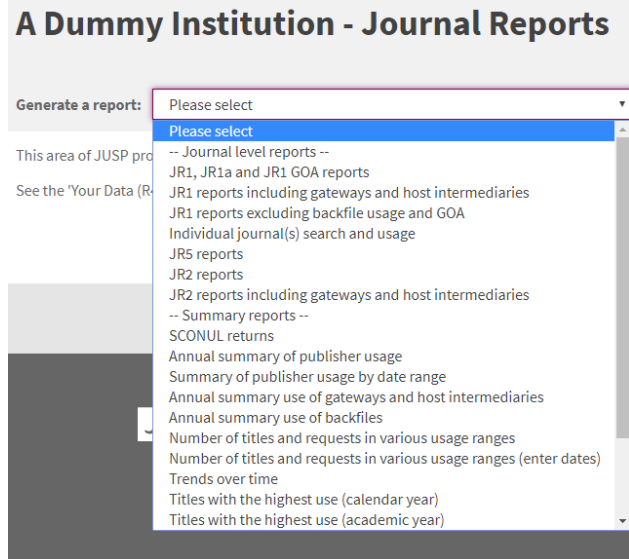 A Dummy Institution - Journal Reports
Generate a report: Please select
This area of JUSP pro
See the 'Your Data (R
Please select
-- Journal level reports --
JR1, JR1a and JR1 GOA reports
JR1 reports including gateways and host intermediaries
JR1 reports excluding backfile usage and GOA
Individual journal(s) search and usage
JR5 reports
JR2 reports
JR2 reports including gateways and host intermediaries
-- Summary reports --
SCONUL returns
Annual summary of publisher usage
Summary of publisher usage by date range
Annual summary use of gateways and host intermediaries
Annual summary use of backfiles
Number of titles and requests in various usage ranges
Number of titles and requests in various usage ranges (enter dates)
Trends over time
Titles with the highest use (calendar year)
Titles with the highest use (academic year)